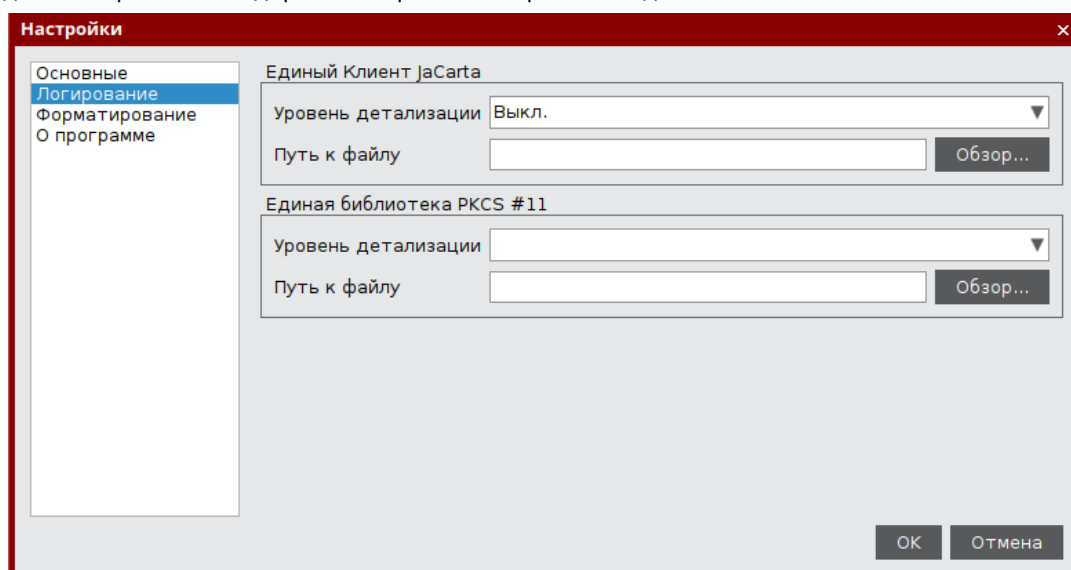 Настройки ×
Основные
Логирование
Форматирование
О программе
Единый Клиент JaCarta
Уровень детализации Выкл. ▼
Путь к файлу Обзор...
Единая библиотека PKCS #11
Уровень детализации ▼
Путь к файлу Обзор...
OK Отмена